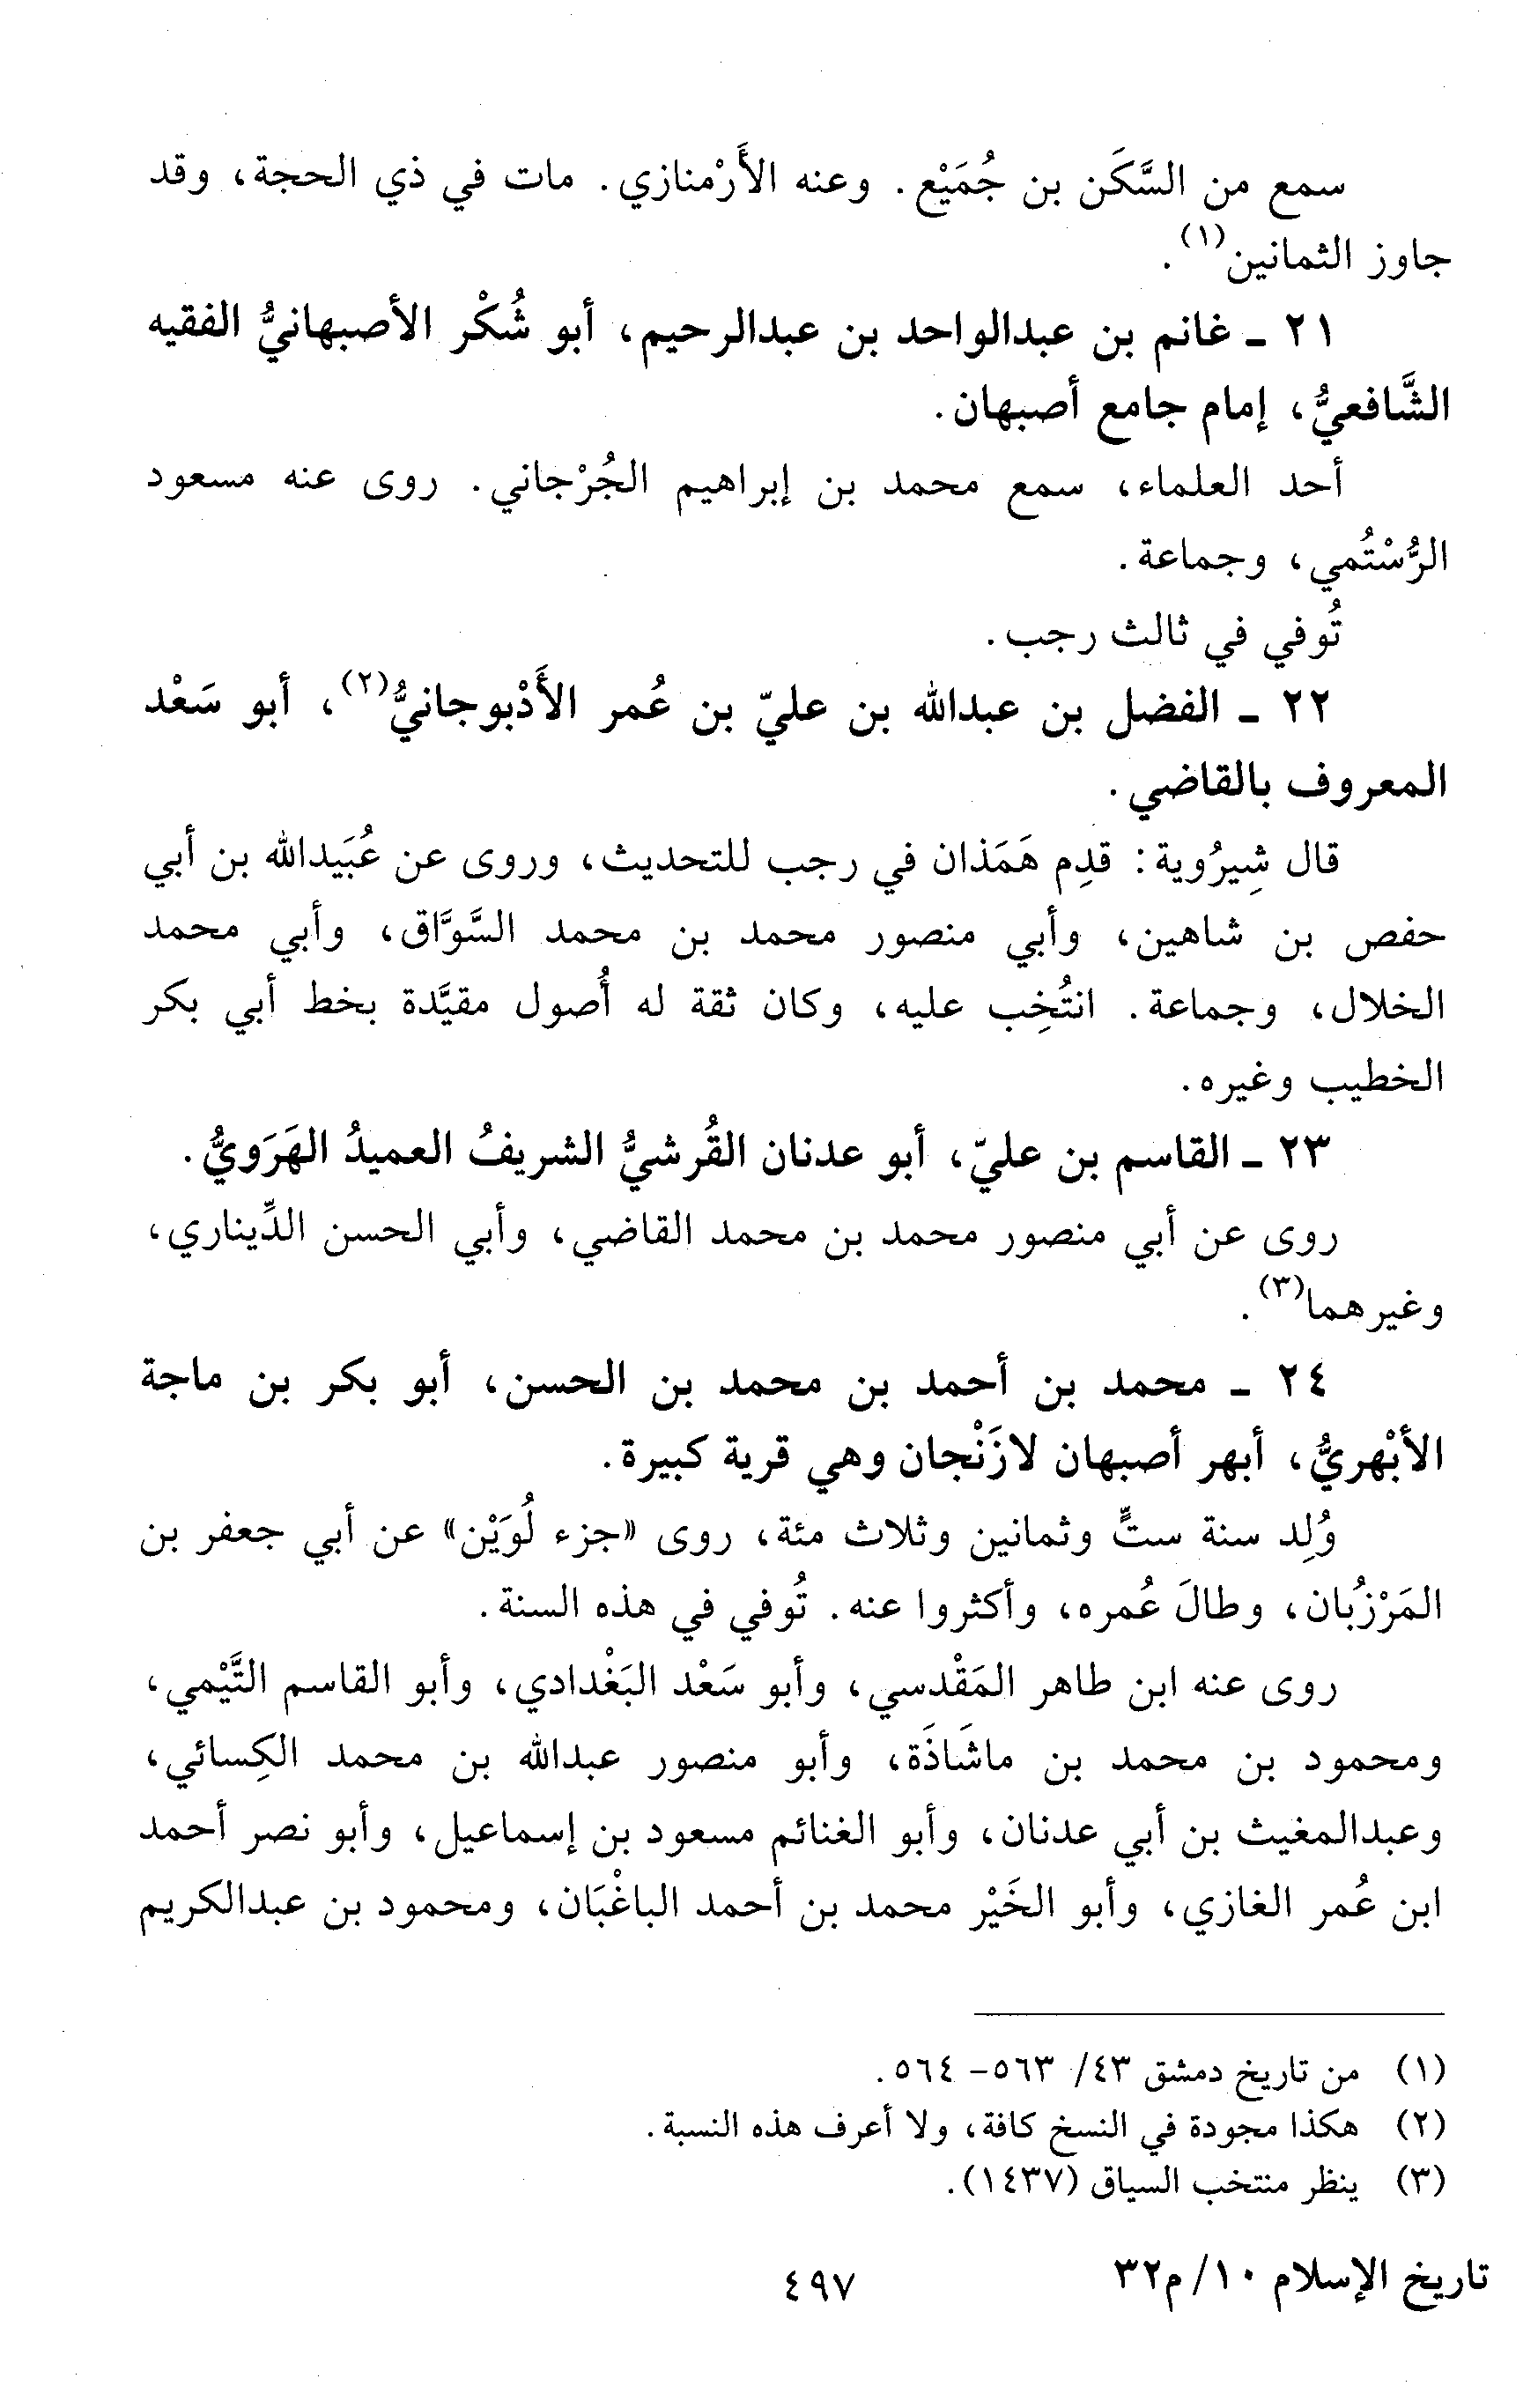 سمع من السَّكَن بن جُمَيْع. وعنه الأَرْمنازي. مات في ذي الحجة، وقد
جاوز الثمانين(١).
٢١ ـ غانم بن عبدالواحد بن عبدالرحيم، أبو شُكْر الأصبهانيُّ الفقيه
الشَّافعيُّ، إمام جامع أصبهان.
أحد العلماء، سمع محمد بن إبراهيم الجُرْجاني. روى عنه مسعود
الرُّسْتُمي، وجماعة.
تُوفي في ثالث رجب.
٢٢ ـ الفضل بن عبدالله بن عليّ بن عُمر الأَدْبوجانيُّ(٢)، أبو سَعْد
المعروف بالقاضي.
قال شِيرُوية: قدِم هَمَذان في رجب للتحديث، وروى عن عُبَيدالله بن أبي
حفص بن شاهين، وأبي منصور محمد بن محمد السَّوَّاق، وأبي محمد
الخلال، وجماعة. انتُخِب عليه، وكان ثقة له أُصول مقيَّدة بخط أبي بكر
الخطيب وغيره.
٢٣ ـ القاسم بن عليّ، أبو عدنان القُرشيُّ الشريفُ العميدُ الهَرَويُّ.
روى عن أبي منصور محمد بن محمد القاضي، وأبي الحسن الدِّيناري،
وغيرهما(٣).
٢٤ ـ محمد بن أحمد بن محمد بن الحسن، أبو بكر بن ماجة
الأبْهريُّ، أبهر أصبهان لازَنْجان وهي قرية كبيرة.
وُلِد سنة ستٍّ وثمانين وثلاث مئة، روى «جزء لُوَيْن» عن أبي جعفر بن
المَرْزُبان، وطالَ عُمره، وأكثروا عنه. تُوفي في هذه السنة.
روى عنه ابن طاهر المَقْدسي، وأبو سَعْد البَغْدادي، وأبو القاسم التَّيْمي،
ومحمود بن محمد بن ماشَاذَة، وأبو منصور عبدالله بن محمد الكِسائي،
وعبدالمغيث بن أبي عدنان، وأبو الغنائم مسعود بن إسماعيل، وأبو نصر أحمد
ابن عُمر الغازي، وأبو الخَيْر محمد بن أحمد الباغْبَان، ومحمود بن عبدالكريم
(١) من تاريخ دمشق ٤٣/ ٥٦٣- ٥٦٤.
(٢) هكذا مجودة في النسخ كافة، ولا أعرف هذه النسبة.
(٣) ينظر منتخب السياق (١٤٣٧).
تاريخ الإسلام ١٠/ م٣٢
٤٩٧